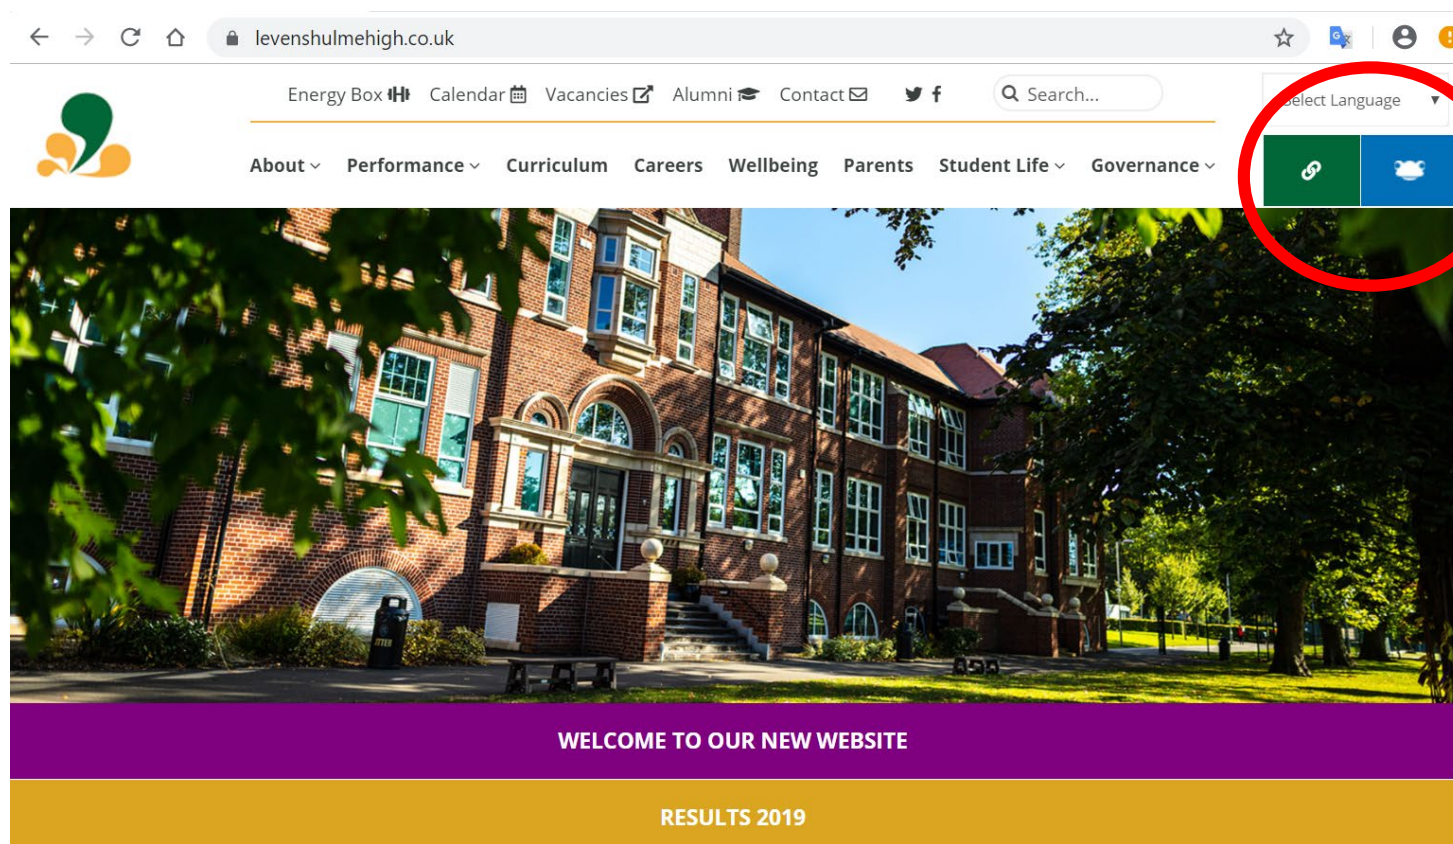 levenshulmehigh.co.uk
Energy Box Calendar Vacancies Alumni Contact Search...
Select Language
About Performance Curriculum Careers Wellbeing Parents Student Life Governance
WELCOME TO OUR NEW WEBSITE
RESULTS 2019